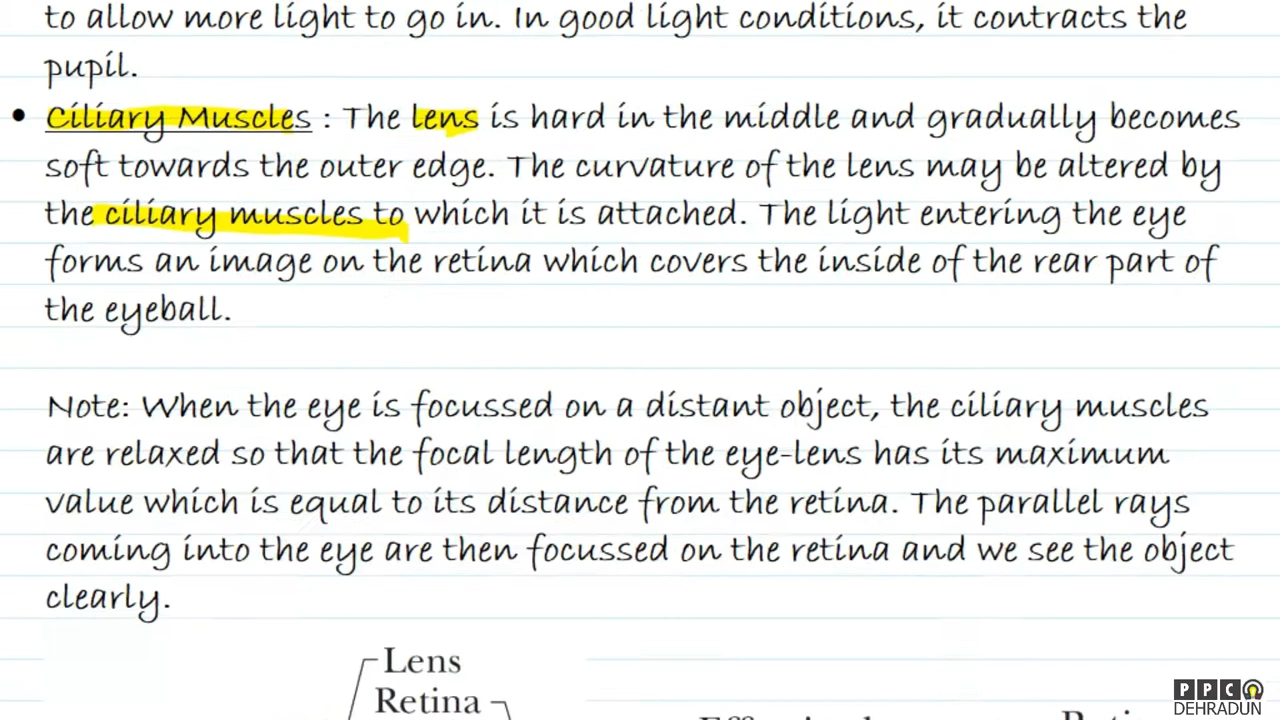 to allow more light to go in. In good light conditions, it contracts the
pupil.
• Ciliary Muscles : The lens is hard in the middle and gradually becomes
soft towards the outer edge. The curvature of the lens may be altered by
the ciliary muscles to which it is attached. The light entering the eye
forms an image on the retina which covers the inside of the rear part of
the eyeball.
Note: When the eye is focussed on a distant object, the ciliary muscles
are relaxed so that the focal length of the eye-lens has its maximum
value which is equal to its distance from the retina. The parallel rays
coming into the eye are then focussed on the retina and we see the object
clearly.
Lens
Retina
PPC
DEHRADUN